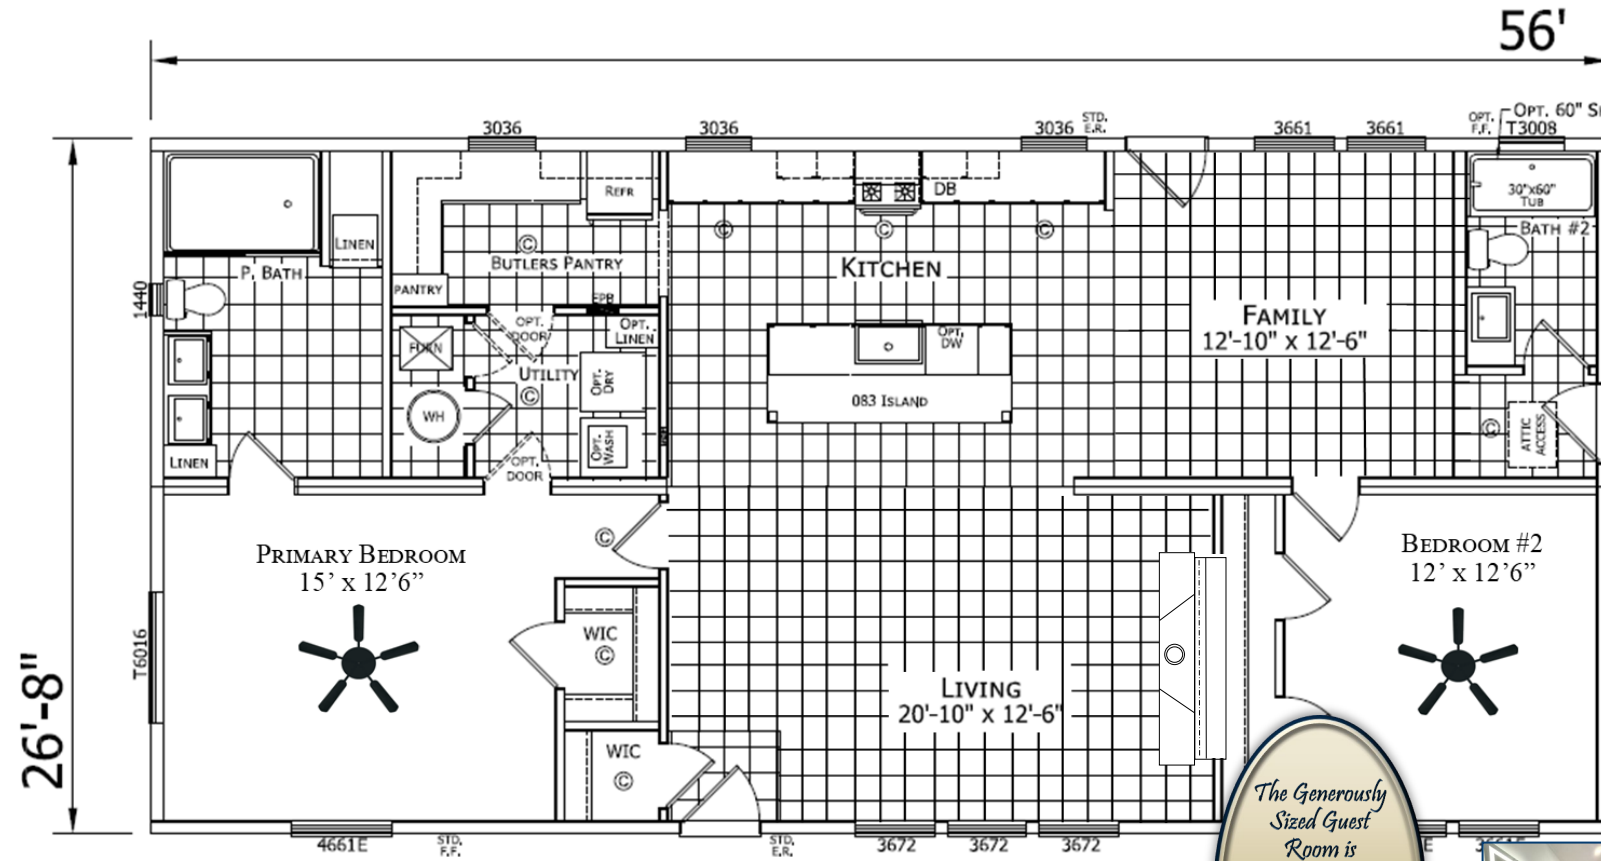 56'
3036
3036
3036
STD.
E.R.
3661
3661
OPT.
F.F.
OPT. 60"
T3008
REFR
DB
30"x60"
TUB
LINEN
BATH #2
P. BATH
BUTLERS PANTRY
KITCHEN
PANTRY
1440
EPB
FAMILY
12'-10" x 12'-6"
OPT.
DOOR
OPT.
LINEN
OPT.
DW
FURN
UTILITY
OPT.
DRY
083 ISLAND
WH
OPT.
WASH
ATTIC
ACCESS
LINEN
OPT.
DOOR
PRIMARY BEDROOM
15' x 12'6"
BEDROOM #2
12' x 12'6"
WIC
T6016
26'-8"
LIVING
20'-10" x 12'-6"
WIC
The Generously
Sized Guest
Room is
4661E
STD.
F.F.
STD.
E.R.
3672
3672
3672
E